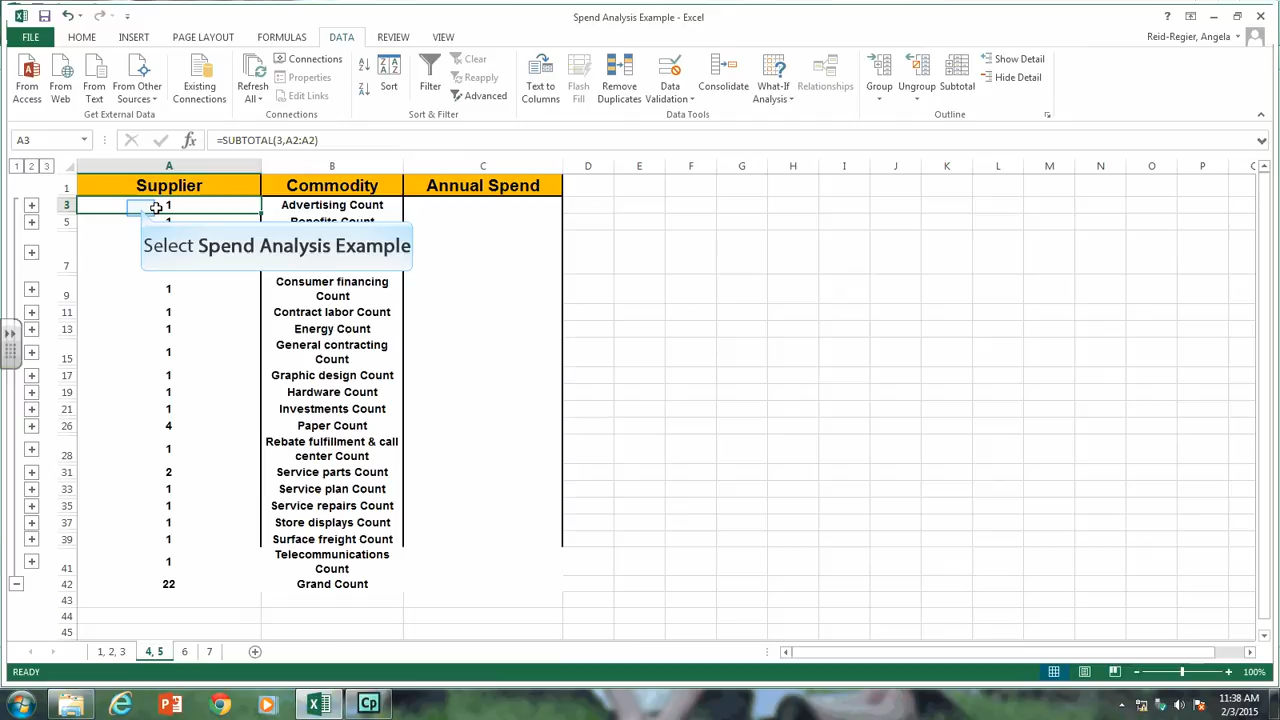 Spend Analysis Example - Excel
FILE HOME INSERT PAGE LAYOUT FORMULAS DATA REVIEW VIEW
Reid-Regier, Angela
From Access
From Web
From Text
From Other Sources
Existing Connections
Get External Data
Refresh All
Connections
Properties
Edit Links
Connections
Sort
Filter
Clear
Reapply
Advanced
Sort & Filter
Text to Columns
Flash Fill
Remove Duplicates
Data Validation
Consolidate
What-If Analysis
Relationships
Data Tools
Group
Ungroup
Subtotal
Show Detail
Hide Detail
Outline
A3 fx =SUBTOTAL(3,A2:A2)
1 2 3 A B C D E F G H I J K L M N O P
1 Supplier Commodity Annual Spend
3 1 Advertising Count
5 1 Benefits Count
Select Spend Analysis Example
7
9 1 Consumer financing Count
11 1 Contract labor Count
13 1 Energy Count
15 1 General contracting Count
17 1 Graphic design Count
19 1 Hardware Count
21 1 Investments Count
26 4 Paper Count
28 1 Rebate fulfillment & call center Count
31 2 Service parts Count
33 1 Service plan Count
35 1 Service repairs Count
37 1 Store displays Count
39 1 Surface freight Count
41 1 Telecommunications Count
42 22 Grand Count
43
44
45
1, 2, 3 4, 5 6 7
READY 100%
11:38 AM
2/3/2015